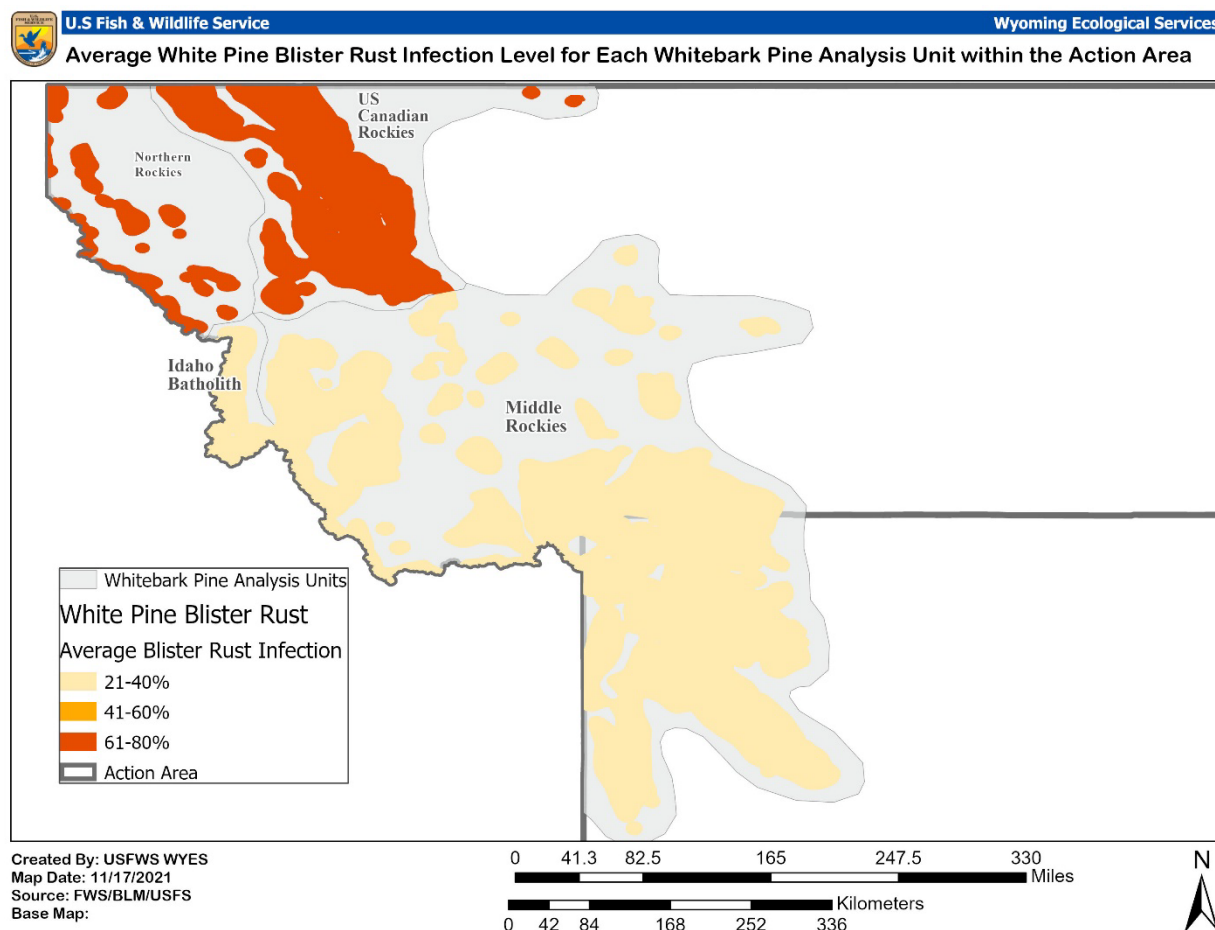 U.S.
FISH & WILDLIFE
SERVICE
U.S Fish & Wildlife Service
Wyoming Ecological Services
Average White Pine Blister Rust Infection Level for Each Whitebark Pine Analysis Unit within the Action Area
US
Canadian
Rockies
Northern
Rockies
Idaho
Batholith
Middle
Rockies
Whitebark Pine Analysis Units
White Pine Blister Rust
Average Blister Rust Infection
21-40%
41-60%
61-80%
Action Area
Created By: USFWS WYES
Map Date: 11/17/2021
Source: FWS/BLM/USFS
Base Map:
0 41.3 82.5 165 247.5 330
Miles
Kilometers
0 42 84 168 252 336
N